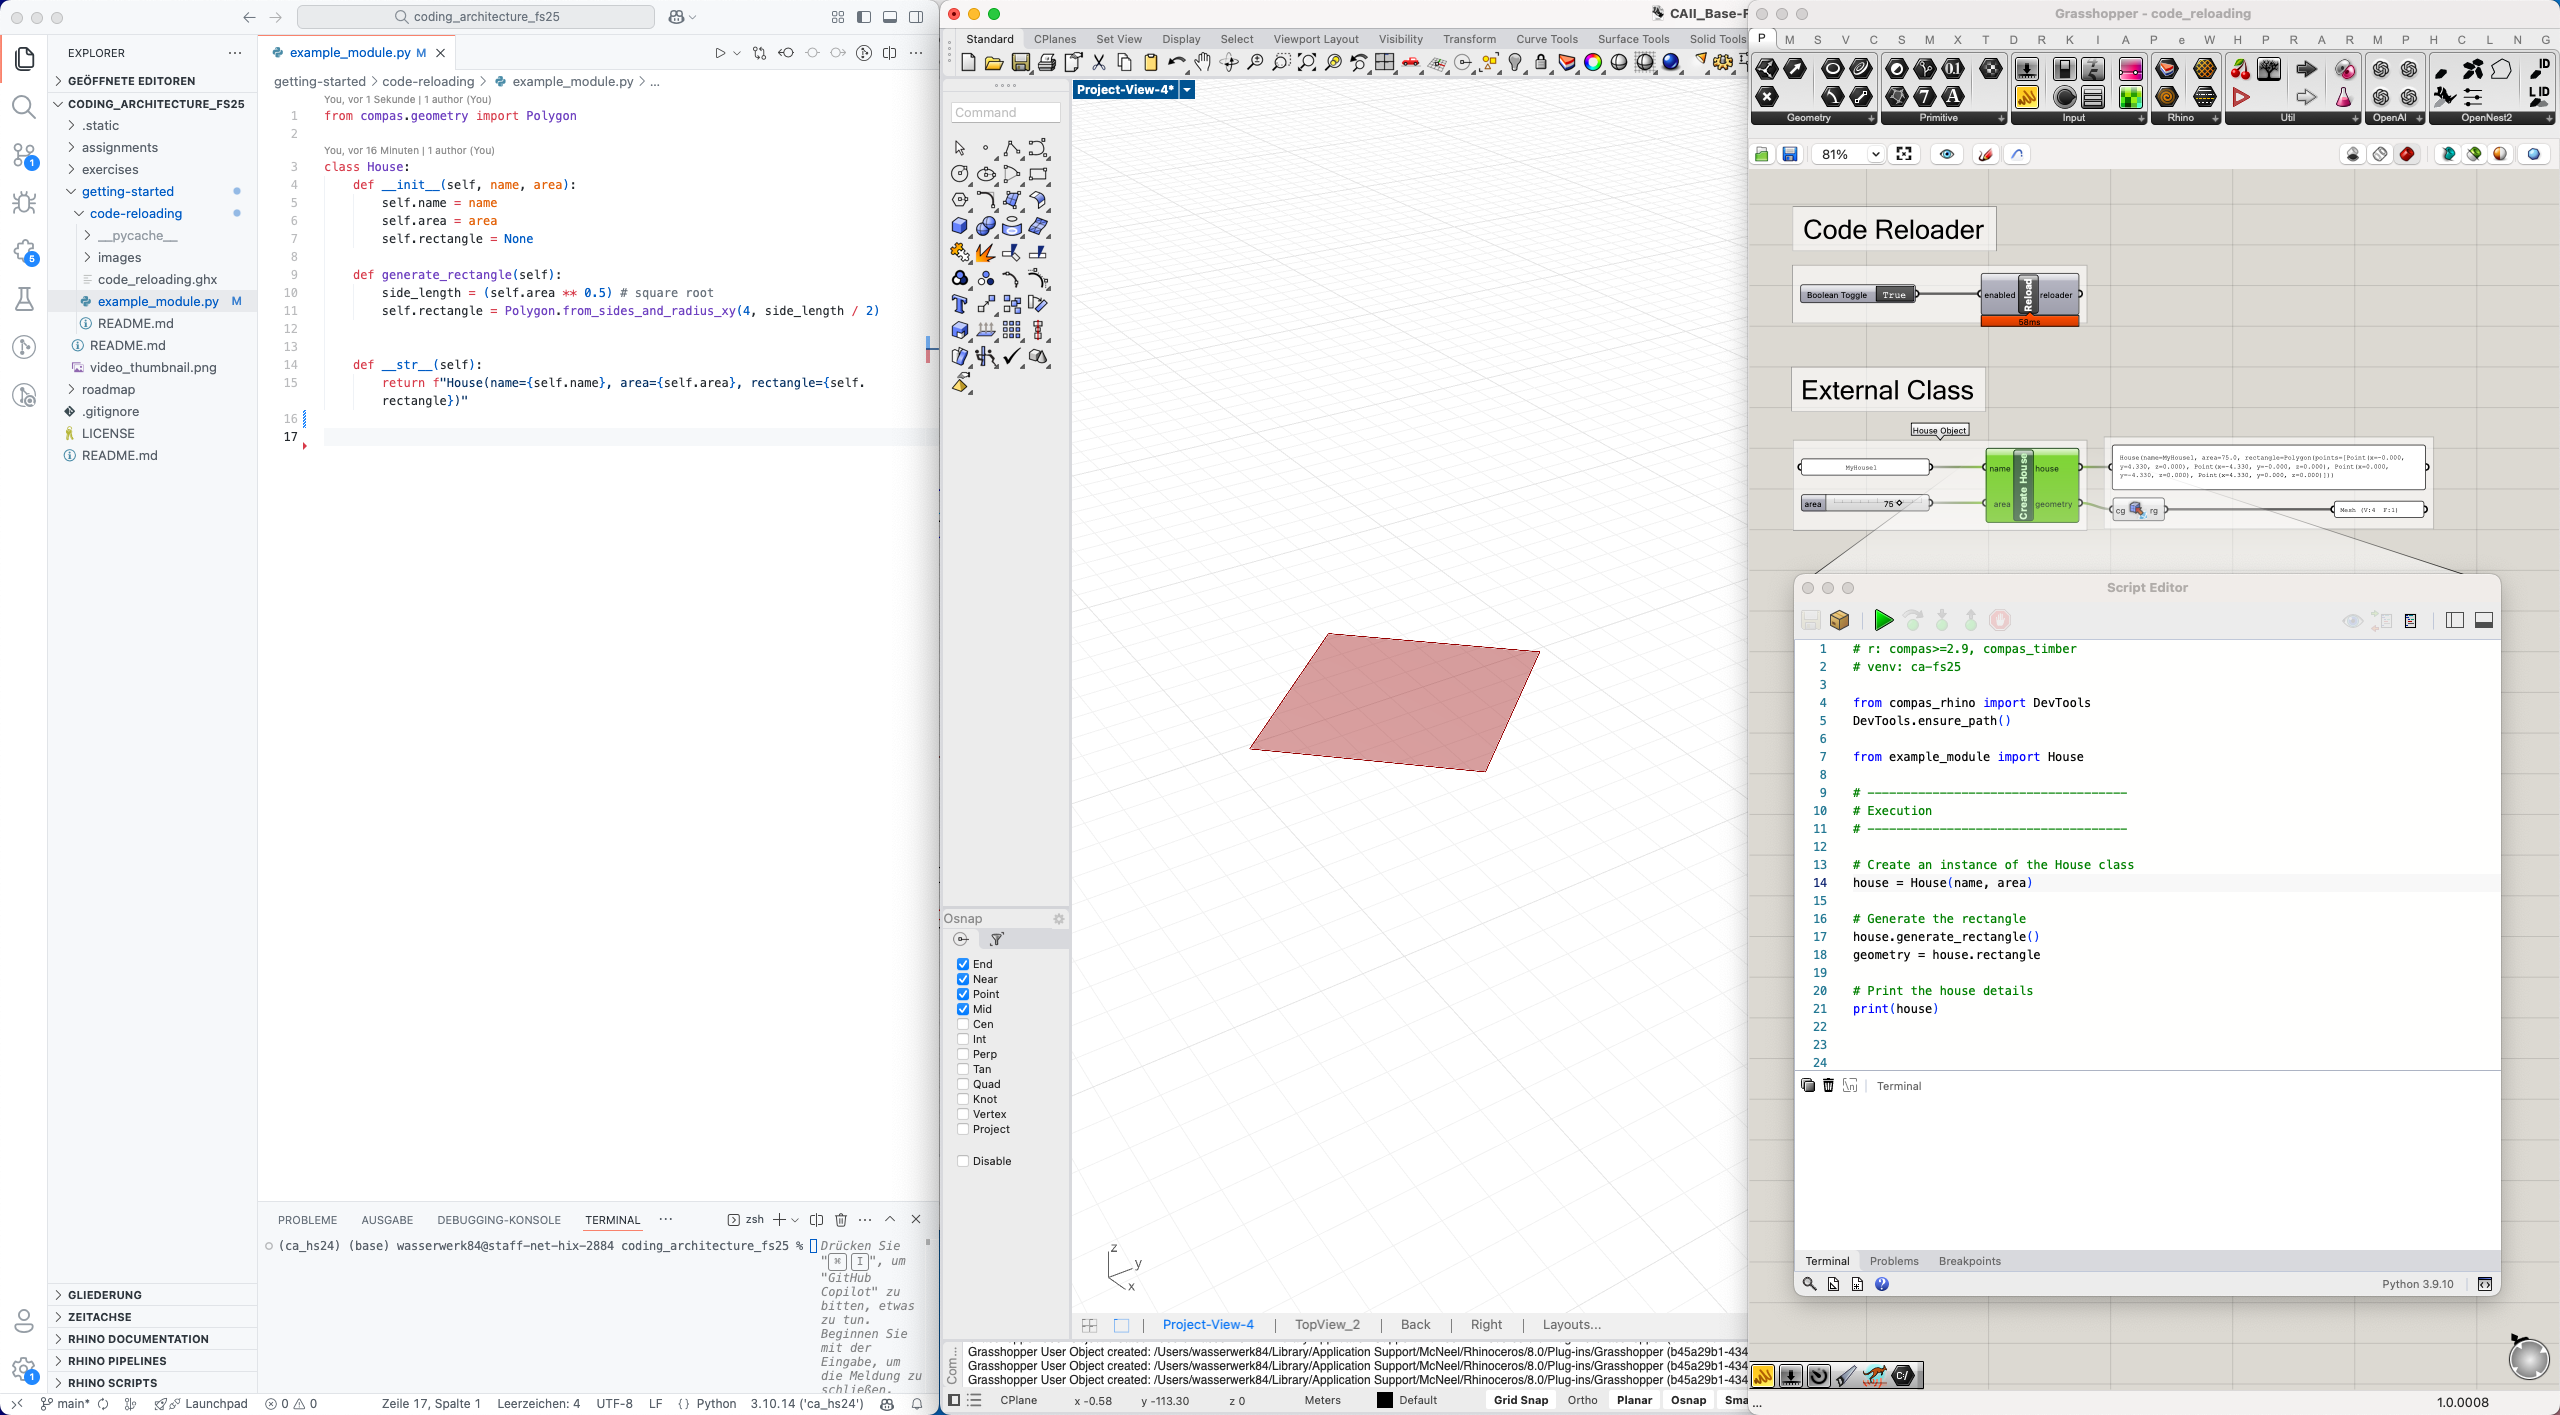 coding_architecture_fs25
EXPLORER
GEÖFFNETE EDITOREN
CODING_ARCHITECTURE_FS25
.static
assignments
exercises
getting-started
code-reloading
__pycache__
images
code_reloading.ghx
example_module.py M
README.md
README.md
video_thumbnail.png
roadmap
.gitignore
LICENSE
README.md
GLIEDERUNG
ZEITACHSE
RHINO DOCUMENTATION
RHINO PIPELINES
RHINO SCRIPTS
example_module.py M
getting-started > code-reloading > example_module.py > ...
You, vor 1 Sekunde | 1 author (You)
1 from compas.geometry import Polygon
2
You, vor 16 Minuten | 1 author (You)
3 class House:
4 def __init__(self, name, area):
5 self.name = name
6 self.area = area
7 self.rectangle = None
8
9 def generate_rectangle(self):
10 side_length = (self.area ** 0.5) # square root
11 self.rectangle = Polygon.from_sides_and_radius_xy(4, side_length / 2)
12
13
14 def __str__(self):
15 return f"House(name={self.name}, area={self.area}, rectangle={self.
rectangle})"
16
17
PROBLEME AUSGABE DEBUGGING-KONSOLE TERMINAL ... zsh
(ca_hs24) (base) wasserwerk84@staff-net-hix-2884 coding_architecture_fs25 % Drücken Sie
"⌘ I", um
"GitHub
Copilot" zu
bitten, etwas
zu tun.
Beginnen Sie
mit der
Eingabe, um
die Meldung zu
schließen.
main* Launchpad 0 0 Zeile 17, Spalte 1 Leerzeichen: 4 UTF-8 LF {} Python 3.10.14 ('ca_hs24')
1
5
1
CAII_Base-F
Standard CPlanes Set View Display Select Viewport Layout Visibility Transform Curve Tools Surface Tools Solid Tools
Command
Project-View-4*
Osnap
End
Near
Point
Mid
Cen
Int
Perp
Tan
Quad
Knot
Vertex
Project
Disable
z
y
x
Project-View-4 | TopView_2 | Back | Right | Layouts...
Com...
Grasshopper User Object created: /Users/wasserwerk84/Library/Application Support/McNeel/Rhinoceros/8.0/Plug-ins/Grasshopper (b45a29b1-434
Grasshopper User Object created: /Users/wasserwerk84/Library/Application Support/McNeel/Rhinoceros/8.0/Plug-ins/Grasshopper (b45a29b1-434
Grasshopper User Object created: /Users/wasserwerk84/Library/Application Support/McNeel/Rhinoceros/8.0/Plug-ins/Grasshopper (b45a29b1-434
CPlane x -0.58 y -113.30 z 0 Meters Default Grid Snap Ortho Planar Osnap Sma
Grasshopper - code_reloading
P M S V C S M X T D R K I A P e W H P R A R M P H C L N G
Geometry Primitive Input Rhino Util OpenAI OpenNest2
81%
Code Reloader
Boolean Toggle True
enabled Reload reloader
58ms
External Class
House Object
MyHouse1
area 75
name Create House house
area geometry
House(name=MyHouse1, area=75.0, rectangle=Polygon(points=[Point(x=-0.000,
y=4.330, z=0.000), Point(x=-4.330, y=-0.000, z=0.000), Point(x=0.000,
y=-4.330, z=0.000), Point(x=4.330, y=0.000, z=0.000)]))
cg rg
Mesh (V:4 F:1)
Script Editor
1 # r: compas>=2.9, compas_timber
2 # venv: ca-fs25
3
4 from compas_rhino import DevTools
5 DevTools.ensure_path()
6
7 from example_module import House
8
9 # ------------------------------------
10 # Execution
11 # ------------------------------------
12
13 # Create an instance of the House class
14 house = House(name, area)
15
16 # Generate the rectangle
17 house.generate_rectangle()
18 geometry = house.rectangle
19
20 # Print the house details
21 print(house)
22
23
24
Terminal
Terminal Problems Breakpoints
Python 3.9.10
...
1.0.0008